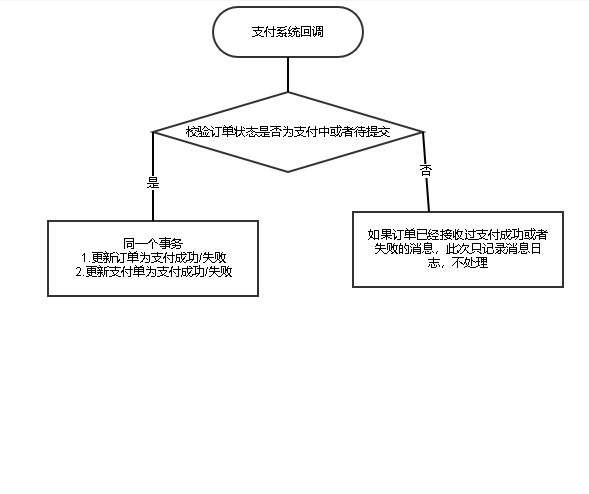 支付系统回调
校验订单状态是否为支付中或者待提交
是
否
同一个事务
1.更新订单为支付成功/失败
2.更新支付单为支付成功/失败
如果订单已经接收过支付成功或者
失败的消息，此次只记录消息日
志，不处理